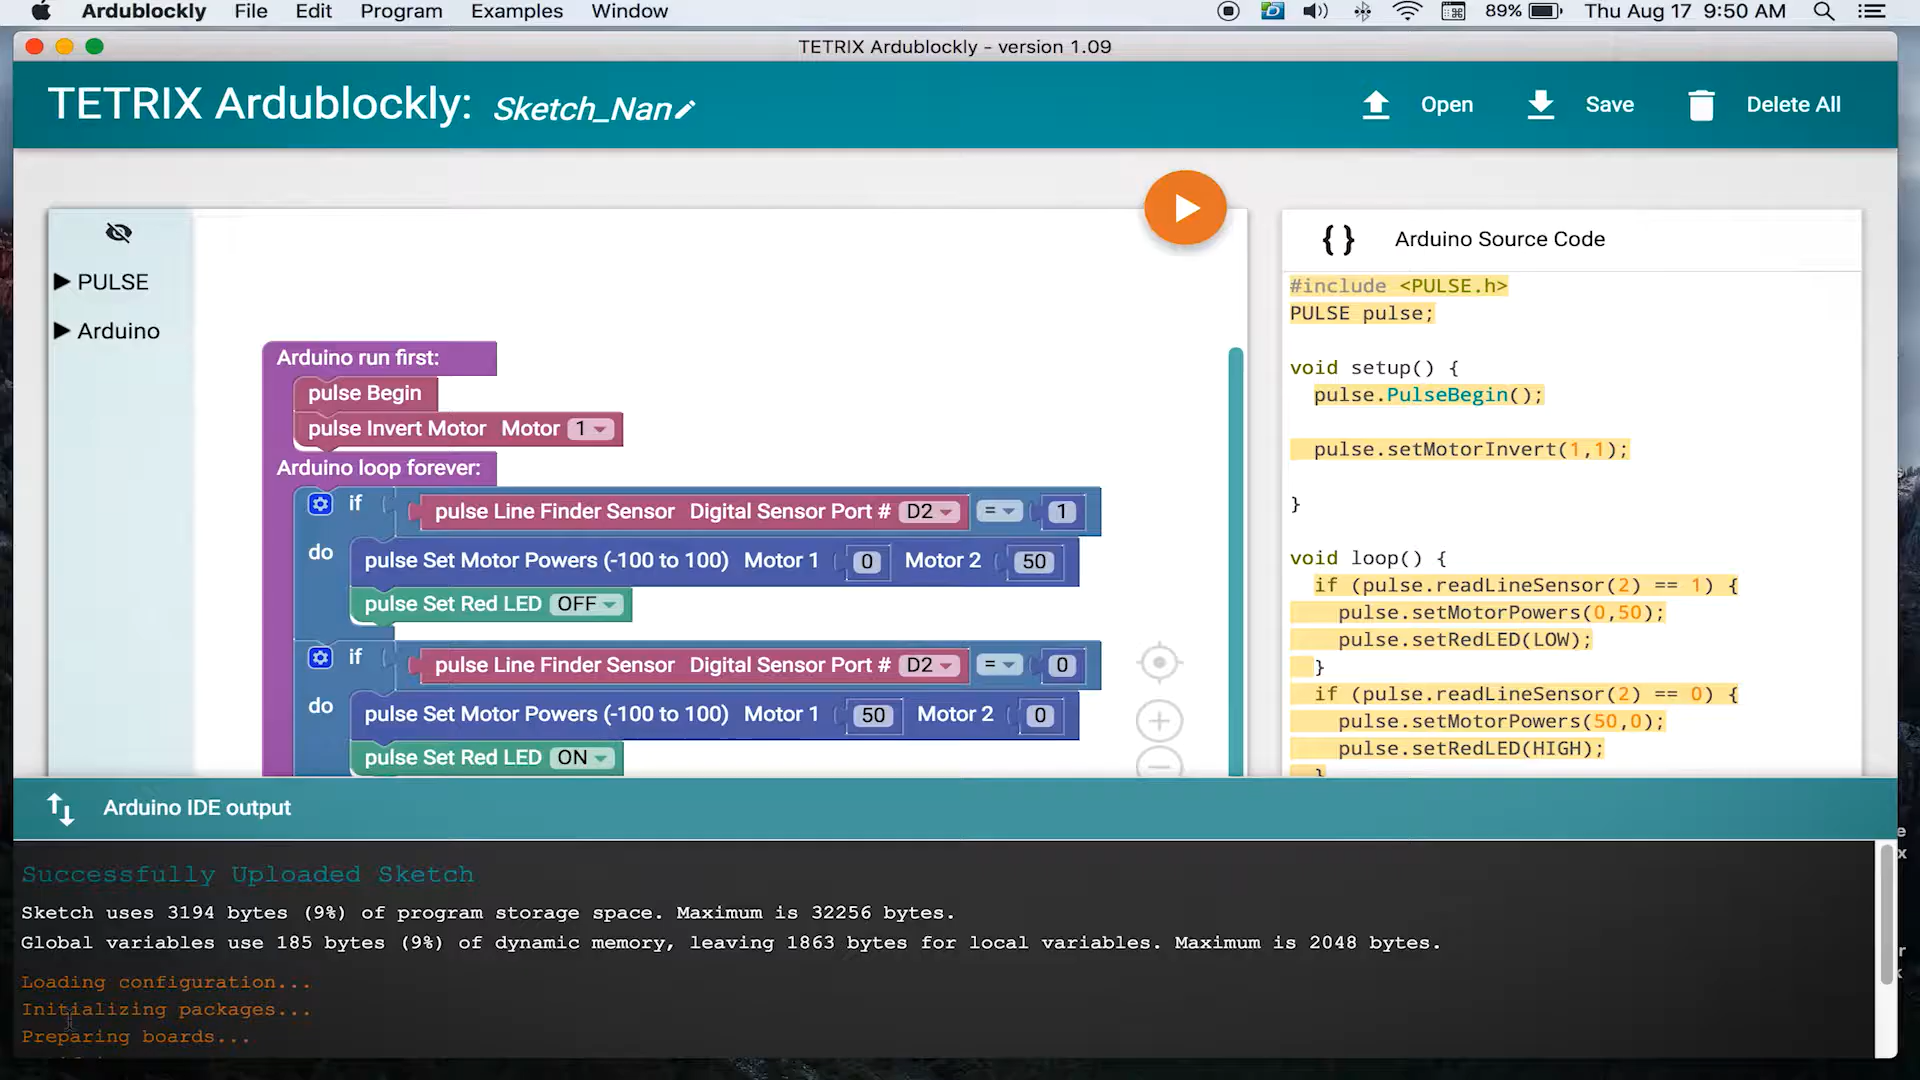 Ardublockly File Edit Program Examples Window 89% Thu Aug 17 9:50 AM
TETRIX Ardublockly - version 1.09
TETRIX Ardublockly: Sketch_Nan Open Save Delete All
{ } Arduino Source Code
PULSE
Arduino
Arduino run first:
pulse Begin
pulse Invert Motor Motor 1
Arduino loop forever:
if pulse Line Finder Sensor Digital Sensor Port # D2 = 1
do pulse Set Motor Powers (-100 to 100) Motor 1 0 Motor 2 50
pulse Set Red LED OFF
if pulse Line Finder Sensor Digital Sensor Port # D2 = 0
do pulse Set Motor Powers (-100 to 100) Motor 1 50 Motor 2 0
pulse Set Red LED ON
#include <PULSE.h>
PULSE pulse;
void setup() {
pulse.PulseBegin();
pulse.setMotorInvert(1,1);
}
void loop() {
if (pulse.readLineSensor(2) == 1) {
pulse.setMotorPowers(0,50);
pulse.setRedLED(LOW);
}
if (pulse.readLineSensor(2) == 0) {
pulse.setMotorPowers(50,0);
pulse.setRedLED(HIGH);
}
Arduino IDE output
Successfully Uploaded Sketch
Sketch uses 3194 bytes (9%) of program storage space. Maximum is 32256 bytes.
Global variables use 185 bytes (9%) of dynamic memory, leaving 1863 bytes for local variables. Maximum is 2048 bytes.
Loading configuration...
Initializing packages...
Preparing boards...